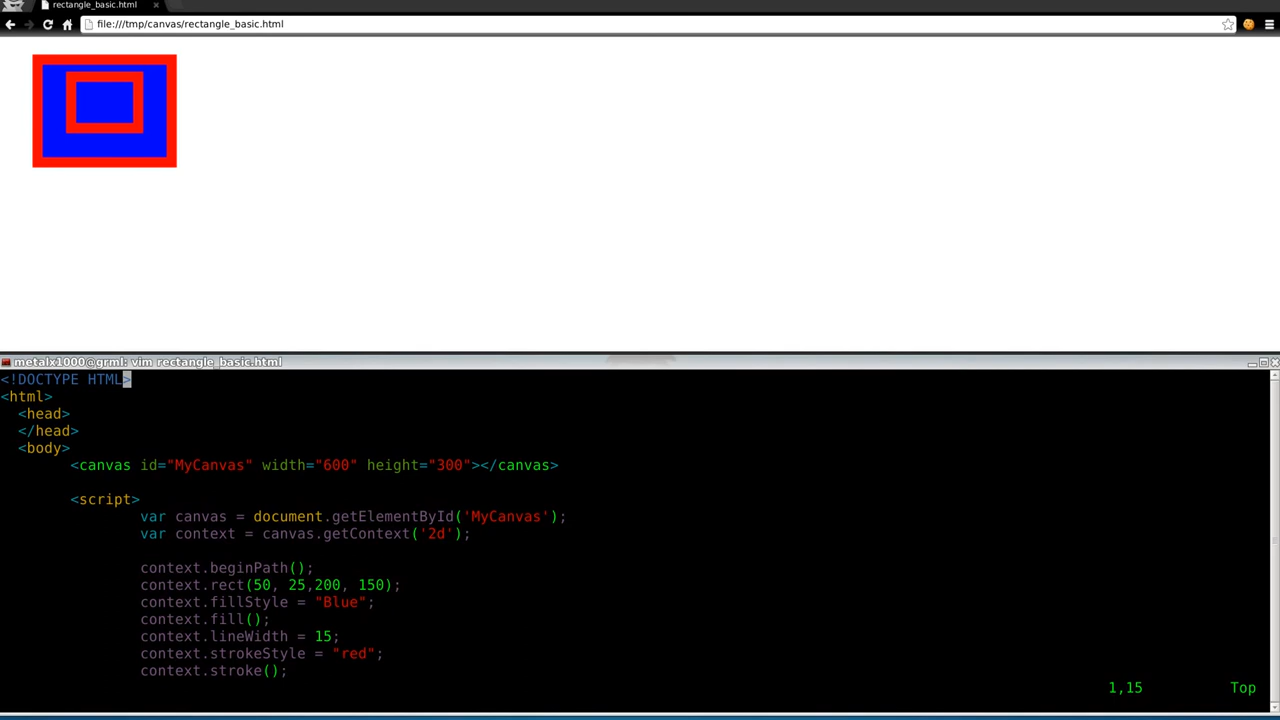 rectangle_basic.html
file:///tmp/canvas/rectangle_basic.html
metalx1000@grml: vim rectangle_basic.html
<!DOCTYPE HTML>
<html>
  <head>
  </head>
  <body>
        <canvas id="MyCanvas" width="600" height="300"></canvas>
        <script>
                var canvas = document.getElementById('MyCanvas');
                var context = canvas.getContext('2d');
                context.beginPath();
                context.rect(50, 25,200, 150);
                context.fillStyle = "Blue";
                context.fill();
                context.lineWidth = 15;
                context.strokeStyle = "red";
                context.stroke();
1,15 Top